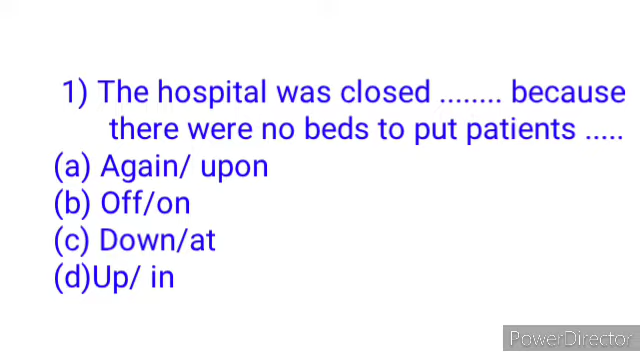 1) The hospital was closed ........ because
there were no beds to put patients .....
(a) Again/ upon
(b) Off/on
(c) Down/at
(d)Up/ in
PowerDirector